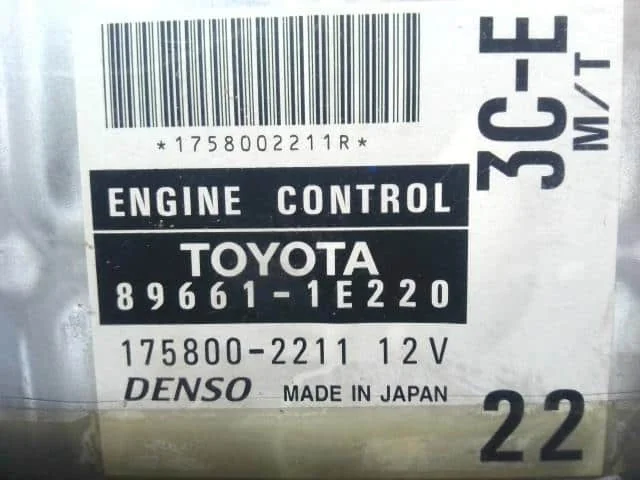 *1758002211R*
ENGINE CONTROL
TOYOTA
89661-1E220
175800-2211 12V
DENSO MADE IN JAPAN
3C-E
M/T
22